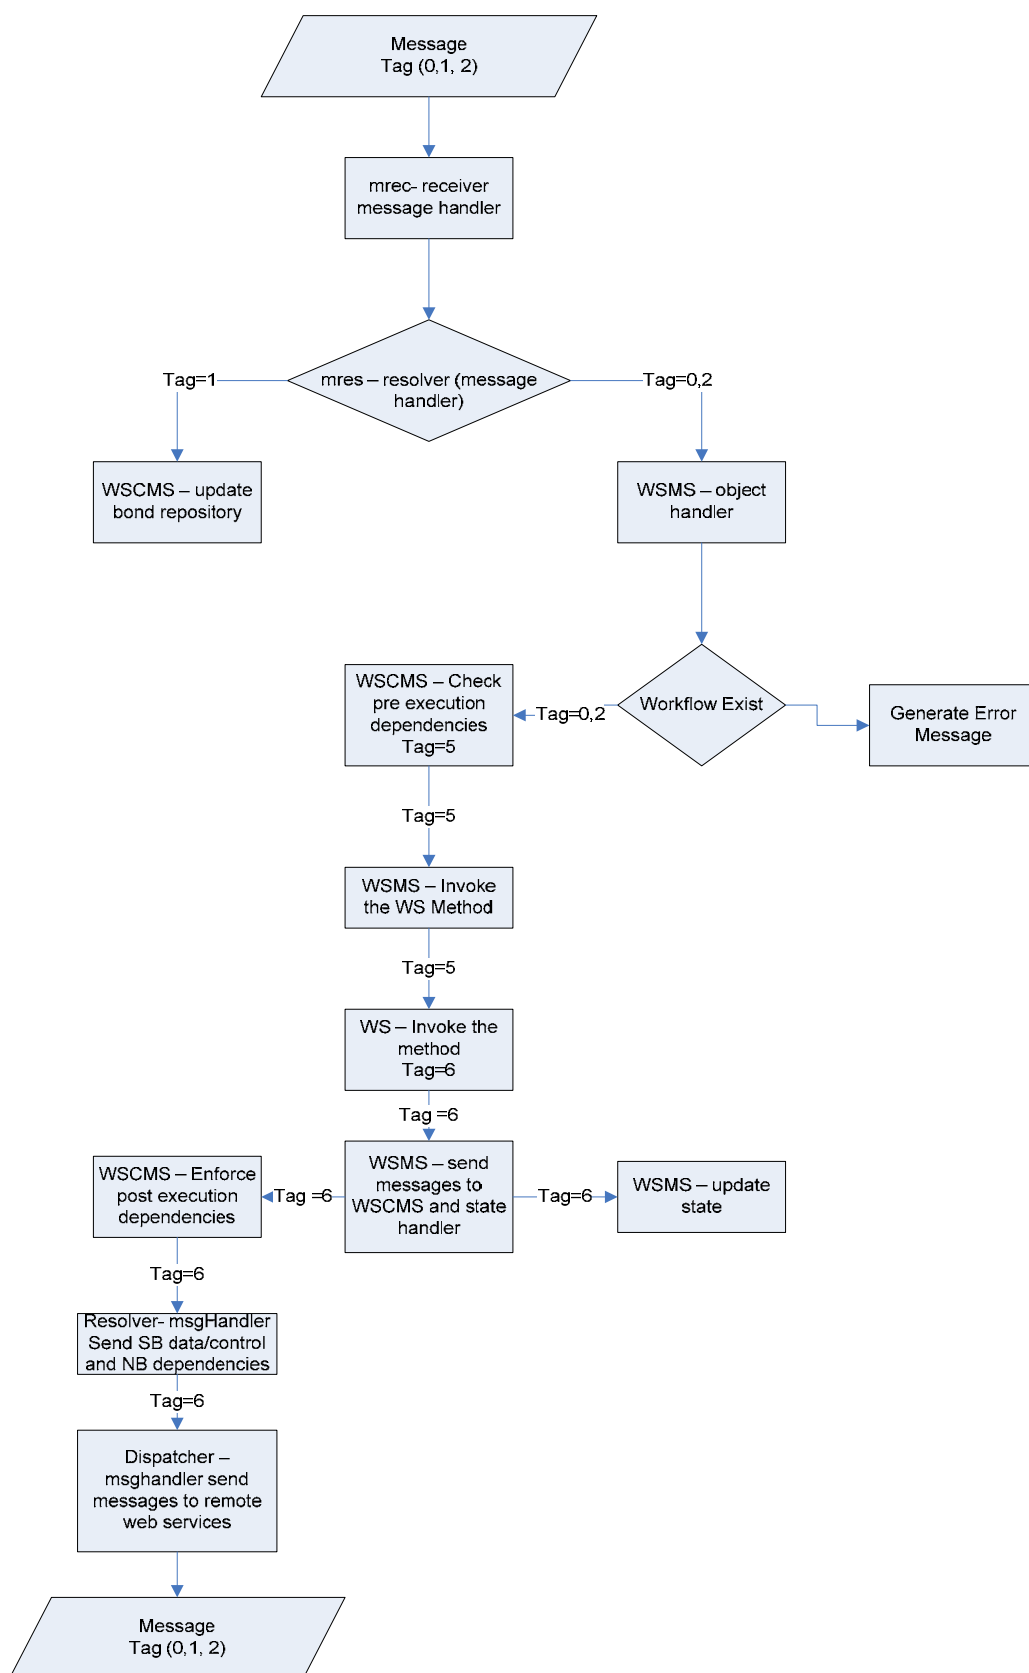 Message
Tag (0,1, 2)
mrec- receiver
message handler
Tag=1
mres – resolver (message
handler)
Tag=0,2
WSCMS – update
bond repository
WSMS – object
handler
WSCMS – Check
pre execution
dependencies
Tag=5
Tag=0,2
Workflow Exist
Generate Error
Message
Tag=5
WSMS – Invoke
the WS Method
Tag=5
WS – Invoke the
method
Tag=6
Tag =6
WSCMS – Enforce
post execution
dependencies
Tag =6
WSMS – send
messages to
WSCMS and state
handler
Tag=6
WSMS – update
state
Tag=6
Resolver- msgHandler
Send SB data/control
and NB dependencies
Tag=6
Dispatcher –
msghandler send
messages to remote
web services
Message
Tag (0,1, 2)